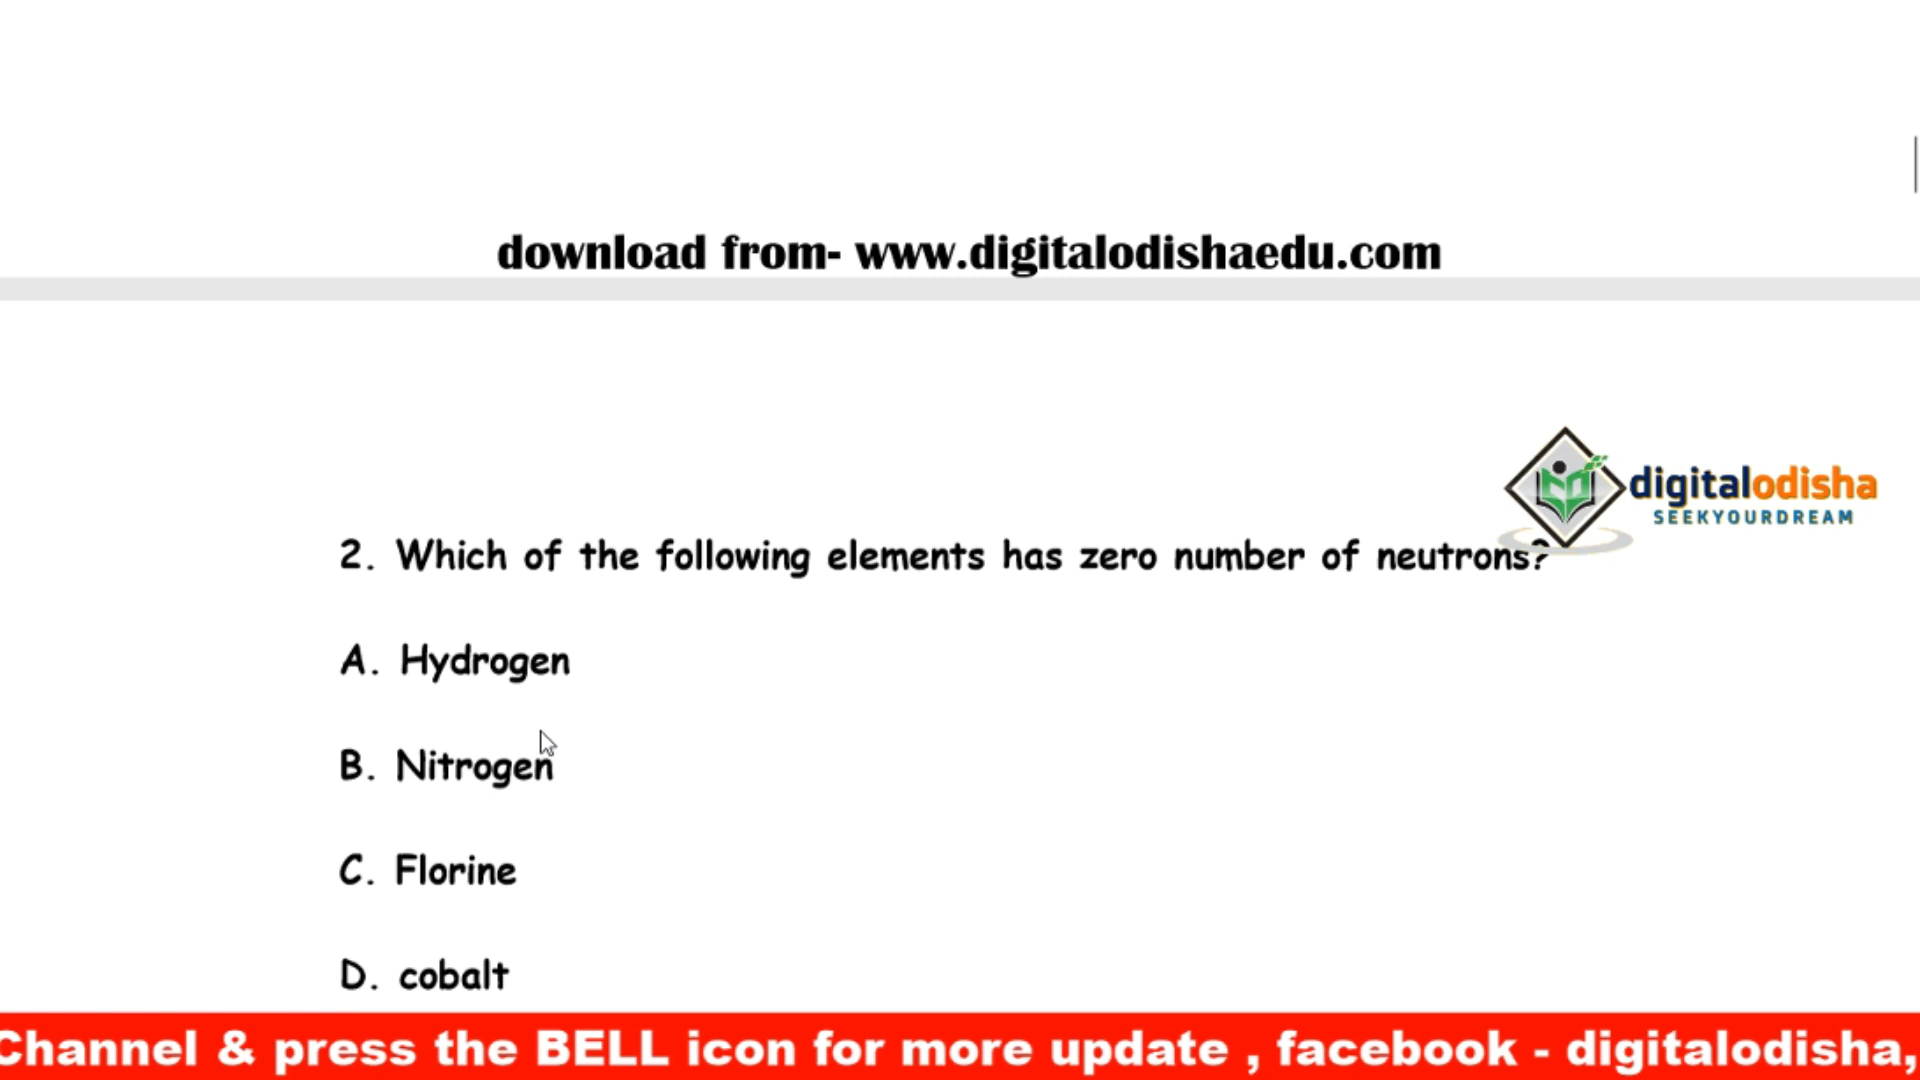 download from- www.digitalodishaedu.com
digitalodisha
SEEKYOURDREAM
2. Which of the following elements has zero number of neutrons?
A. Hydrogen
B. Nitrogen
C. Florine
D. cobalt
Channel & press the BELL icon for more update , facebook - digitalodisha,